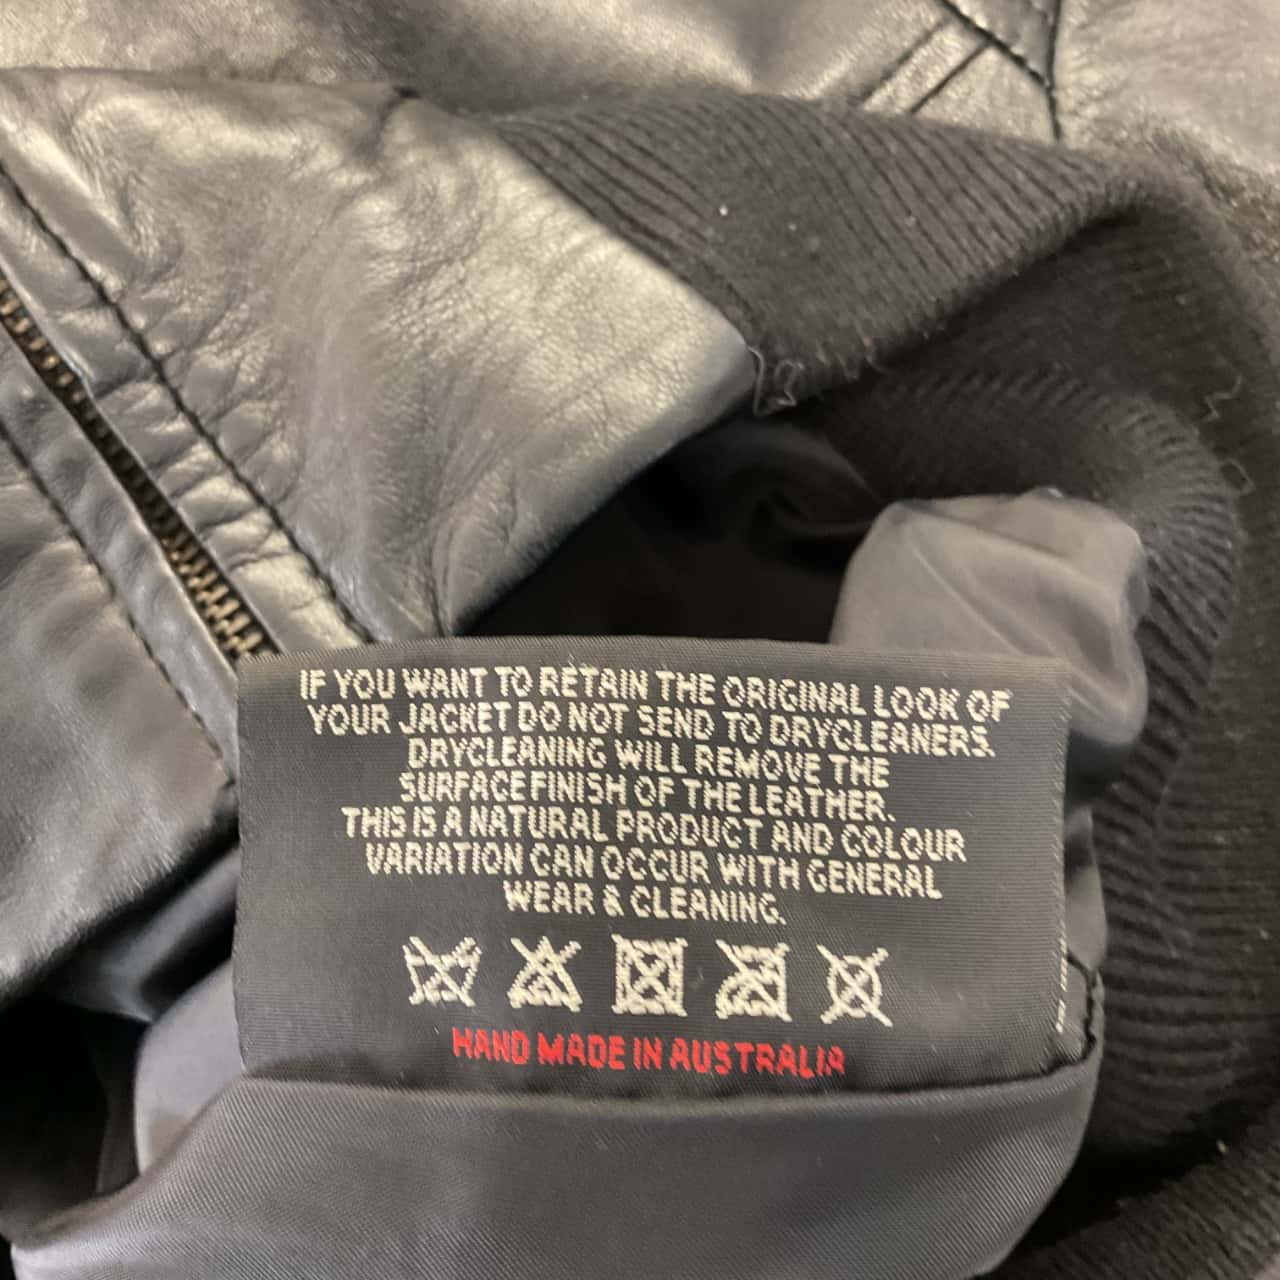 IF YOU WANT TO RETAIN THE ORIGINAL LOOK OF
YOUR JACKET DO NOT SEND TO DRYCLEANERS.
DRYCLEANING WILL REMOVE THE
SURFACE FINISH OF THE LEATHER.
THIS IS A NATURAL PRODUCT AND COLOUR
VARIATION CAN OCCUR WITH GENERAL
WEAR & CLEANING.
HAND MADE IN AUSTRALIA